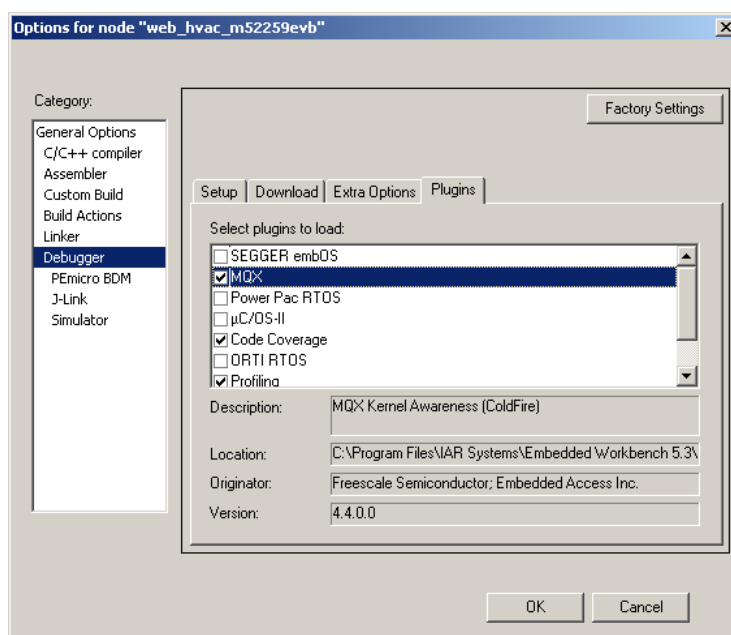 Options for node "web_hvac_m52259evb"
Category:
General Options
C/C++ compiler
Assembler
Custom Build
Build Actions
Linker
Debugger
PEmicro BDM
J-Link
Simulator
Factory Settings
Setup Download Extra Options Plugins
Select plugins to load:
SEGGER embOS
MQX
Power Pac RTOS
µC/OS-II
Code Coverage
ORTI RTOS
Profiling
Description: MQX Kernel Awareness (ColdFire)
Location: C:\Program Files\IAR Systems\Embedded Workbench 5.3\
Originator: Freescale Semiconductor; Embedded Access Inc.
Version: 4.4.0.0
OK Cancel